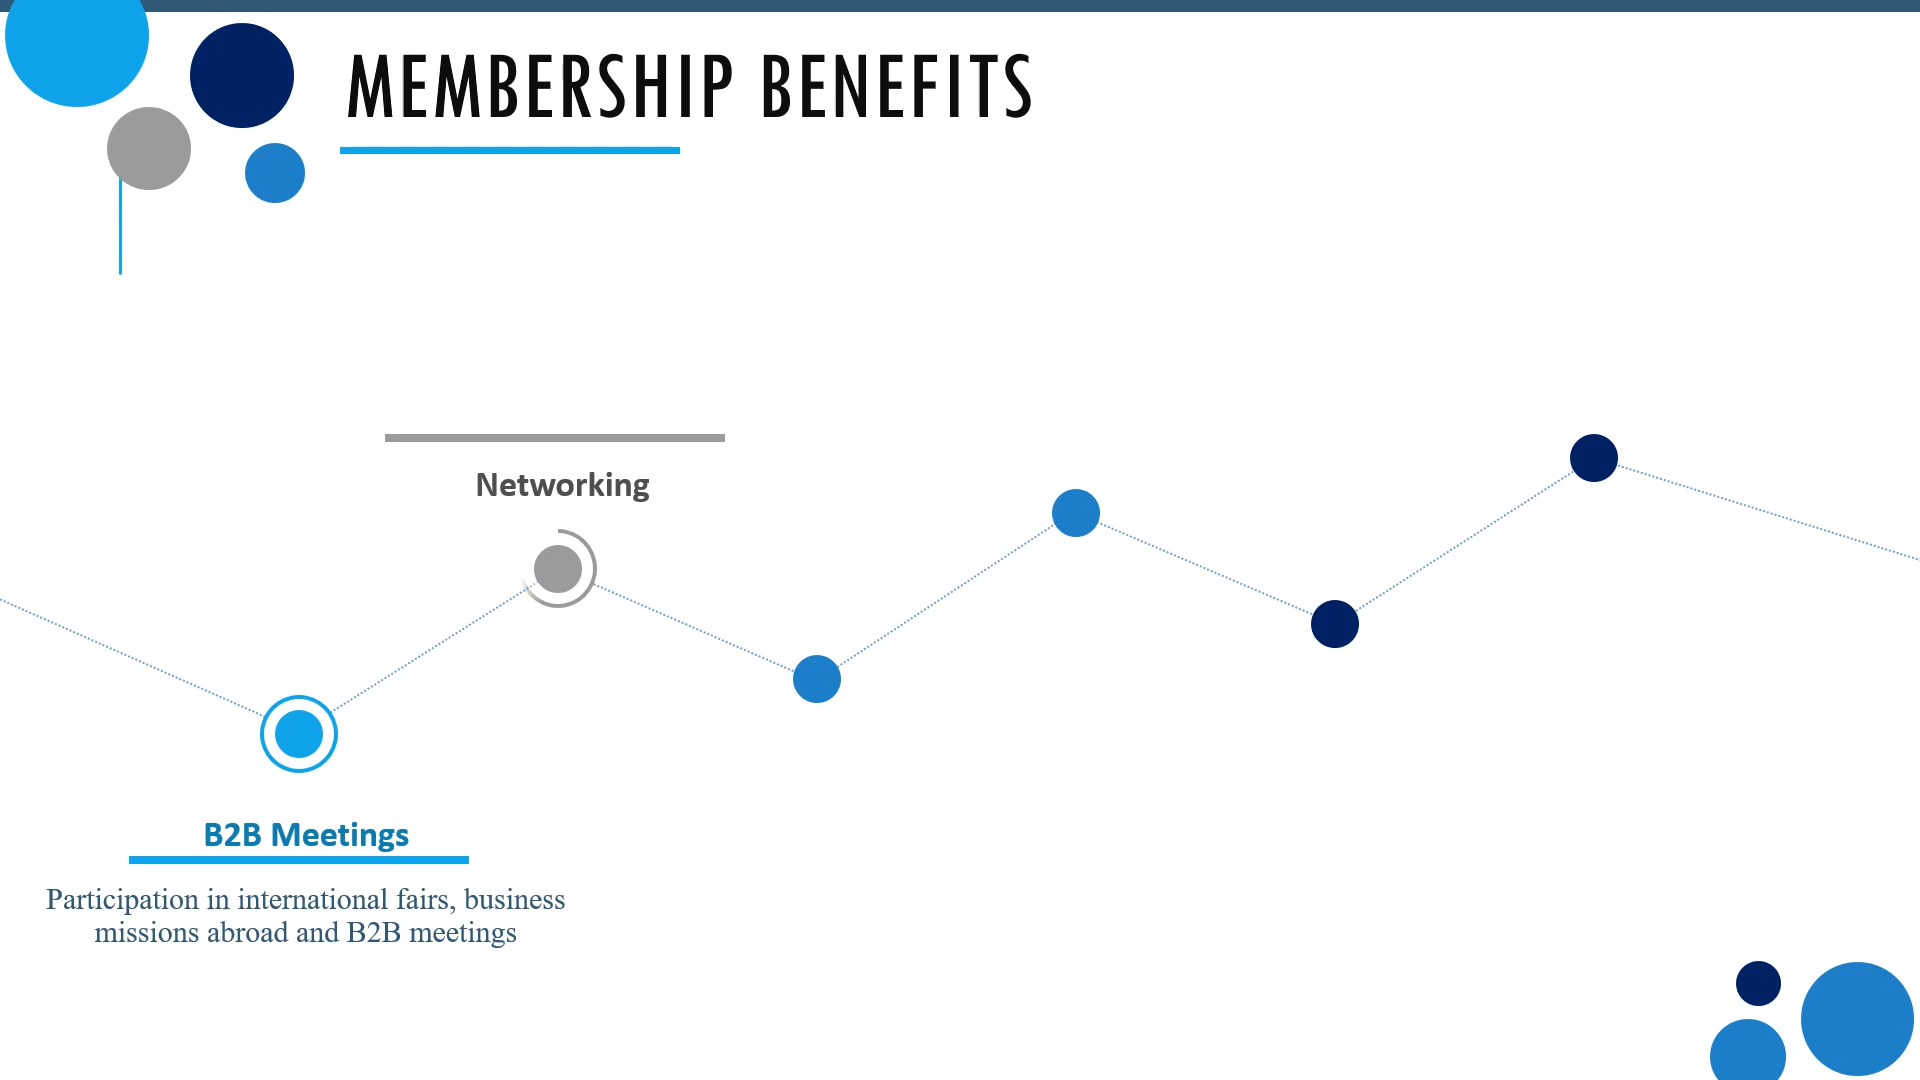 MEMBERSHIP BENEFITS
Networking
B2B Meetings
Participation in international fairs, business
missions abroad and B2B meetings